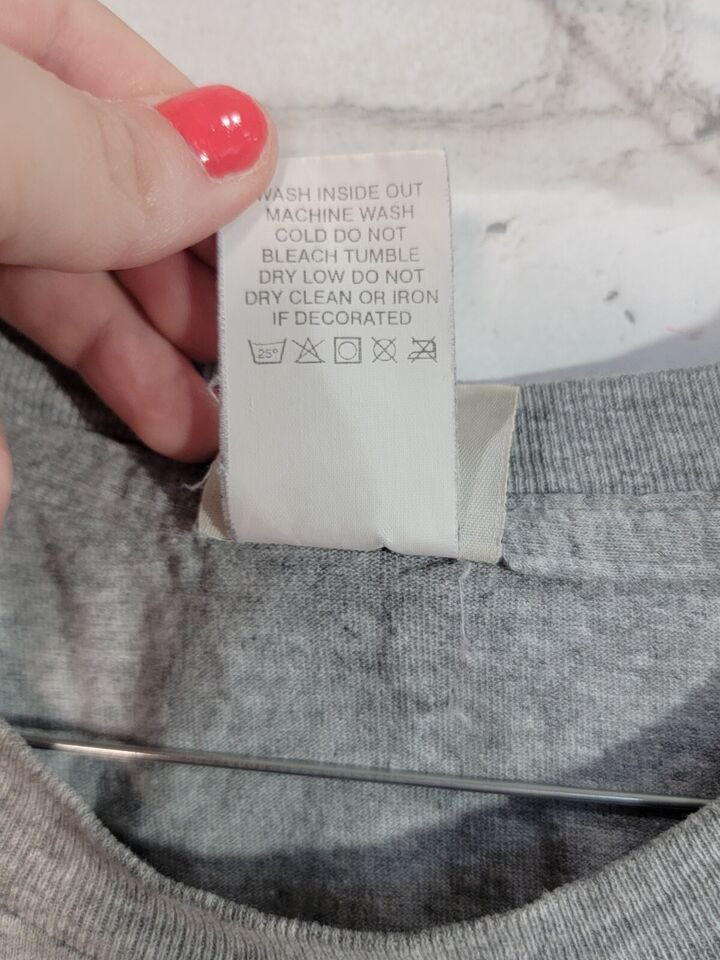 WASH INSIDE OUT
MACHINE WASH
COLD DO NOT
BLEACH TUMBLE
DRY LOW DO NOT
DRY CLEAN OR IRON
IF DECORATED
25°